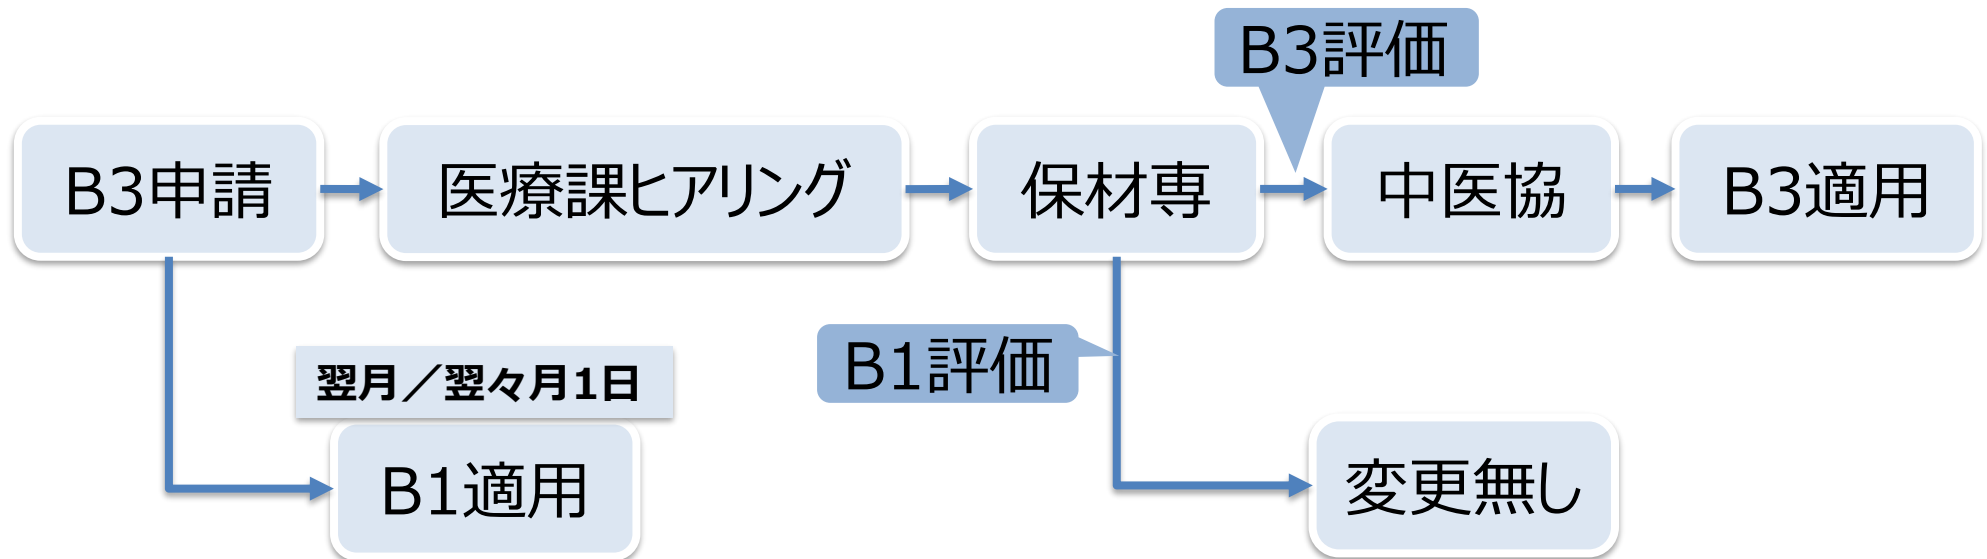 B3評価
B3申請
医療課ヒアリング
保材専
中医協
B3適用
B1評価
翌月／翌々月1日
B1適用
変更無し